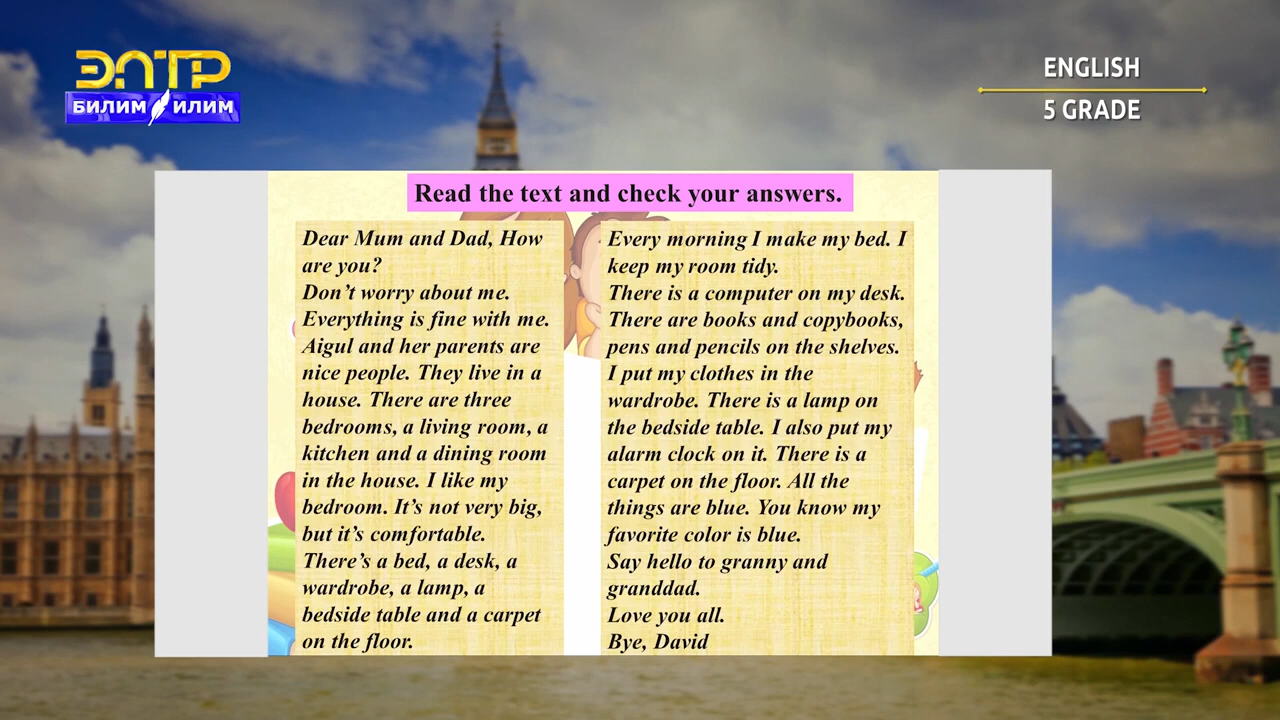 ЭЛТР
БИЛИМ ИЛИМ
ENGLISH
5 GRADE
Read the text and check your answers.
Dear Mum and Dad, How
are you?
Don’t worry about me.
Everything is fine with me.
Aigul and her parents are
nice people. They live in a
house. There are three
bedrooms, a living room, a
kitchen and a dining room
in the house. I like my
bedroom. It’s not very big,
but it’s comfortable.
There’s a bed, a desk, a
wardrobe, a lamp, a
bedside table and a carpet
on the floor.
Every morning I make my bed. I
keep my room tidy.
There is a computer on my desk.
There are books and copybooks,
pens and pencils on the shelves.
I put my clothes in the
wardrobe. There is a lamp on
the bedside table. I also put my
alarm clock on it. There is a
carpet on the floor. All the
things are blue. You know my
favorite color is blue.
Say hello to granny and
granddad.
Love you all.
Bye, David